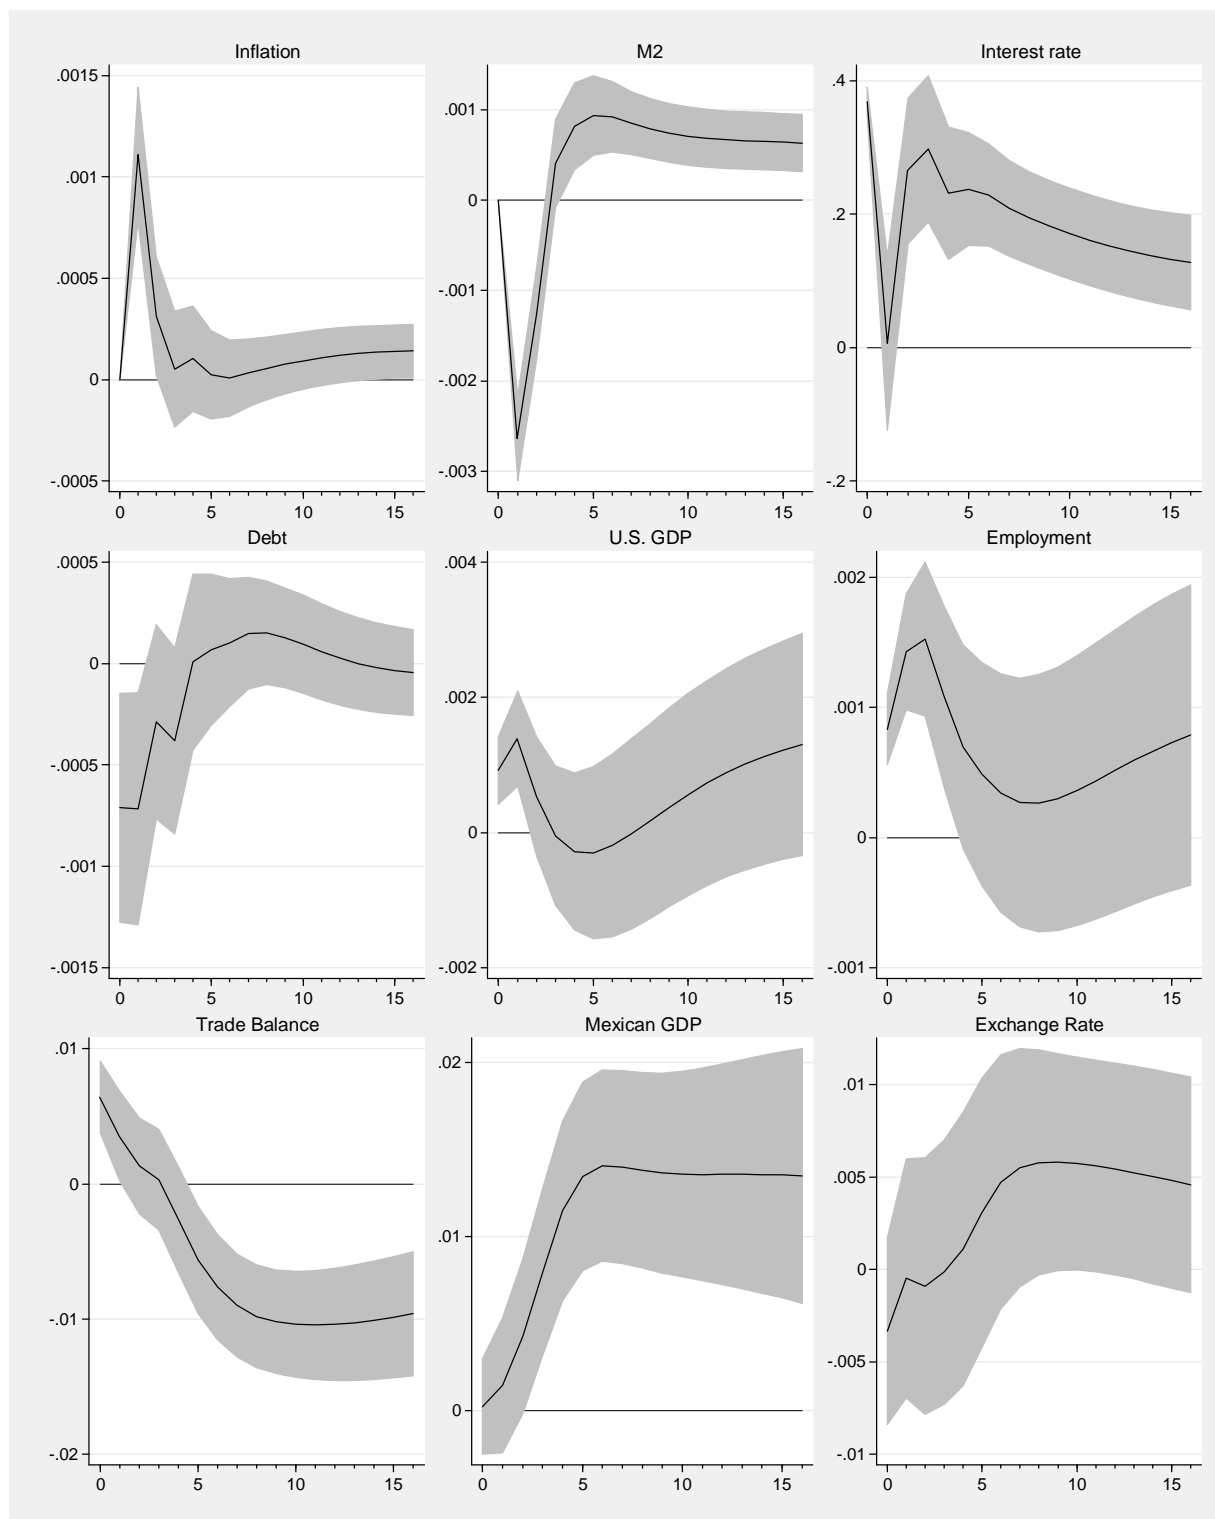 Inflation
.0015
.001
.0005
0
-.0005
0 5 10 15
M2
.001
0
-.001
-.002
-.003
0 5 10 15
Interest rate
.4
.2
0
-.2
0 5 10 15
Debt
.0005
0
-.0005
-.001
-.0015
0 5 10 15
U.S. GDP
.004
.002
0
-.002
0 5 10 15
Employment
.002
.001
0
-.001
0 5 10 15
Trade Balance
.01
0
-.01
-.02
0 5 10 15
Mexican GDP
.02
.01
0
0 5 10 15
Exchange Rate
.01
.005
0
-.005
-.01
0 5 10 15